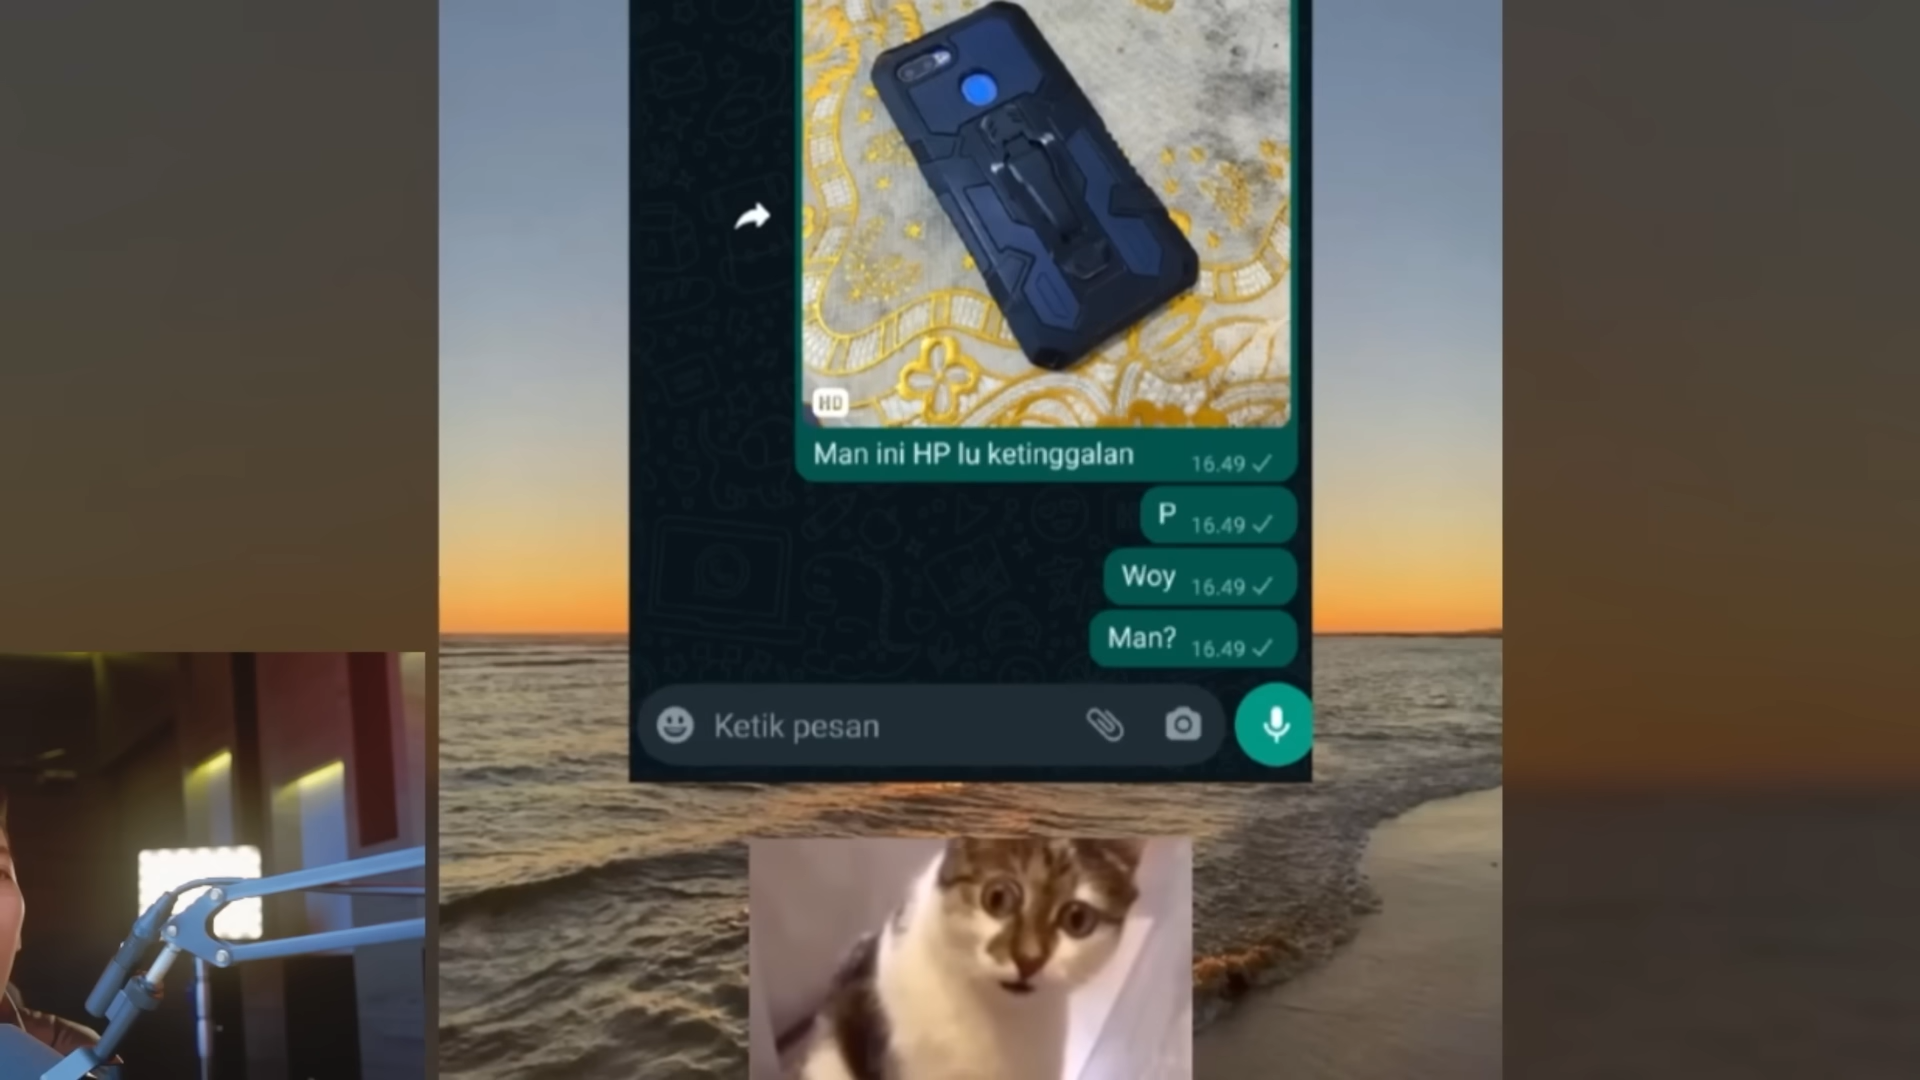 HD
Man ini HP lu ketinggalan 16.49
P 16.49
Woy 16.49
Man? 16.49
Ketik pesan